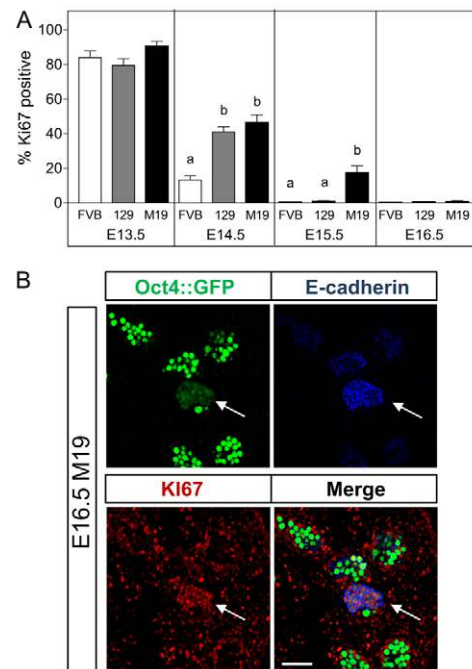 A
% Ki67 positive
100
80
60
40
20
0
a b b
a a b
FVB 129 M19 FVB 129 M19 FVB 129 M19 FVB 129 M19
E13.5 E14.5 E15.5 E16.5
B
Oct4::GFP E-cadherin
E16.5 M19
KI67 Merge